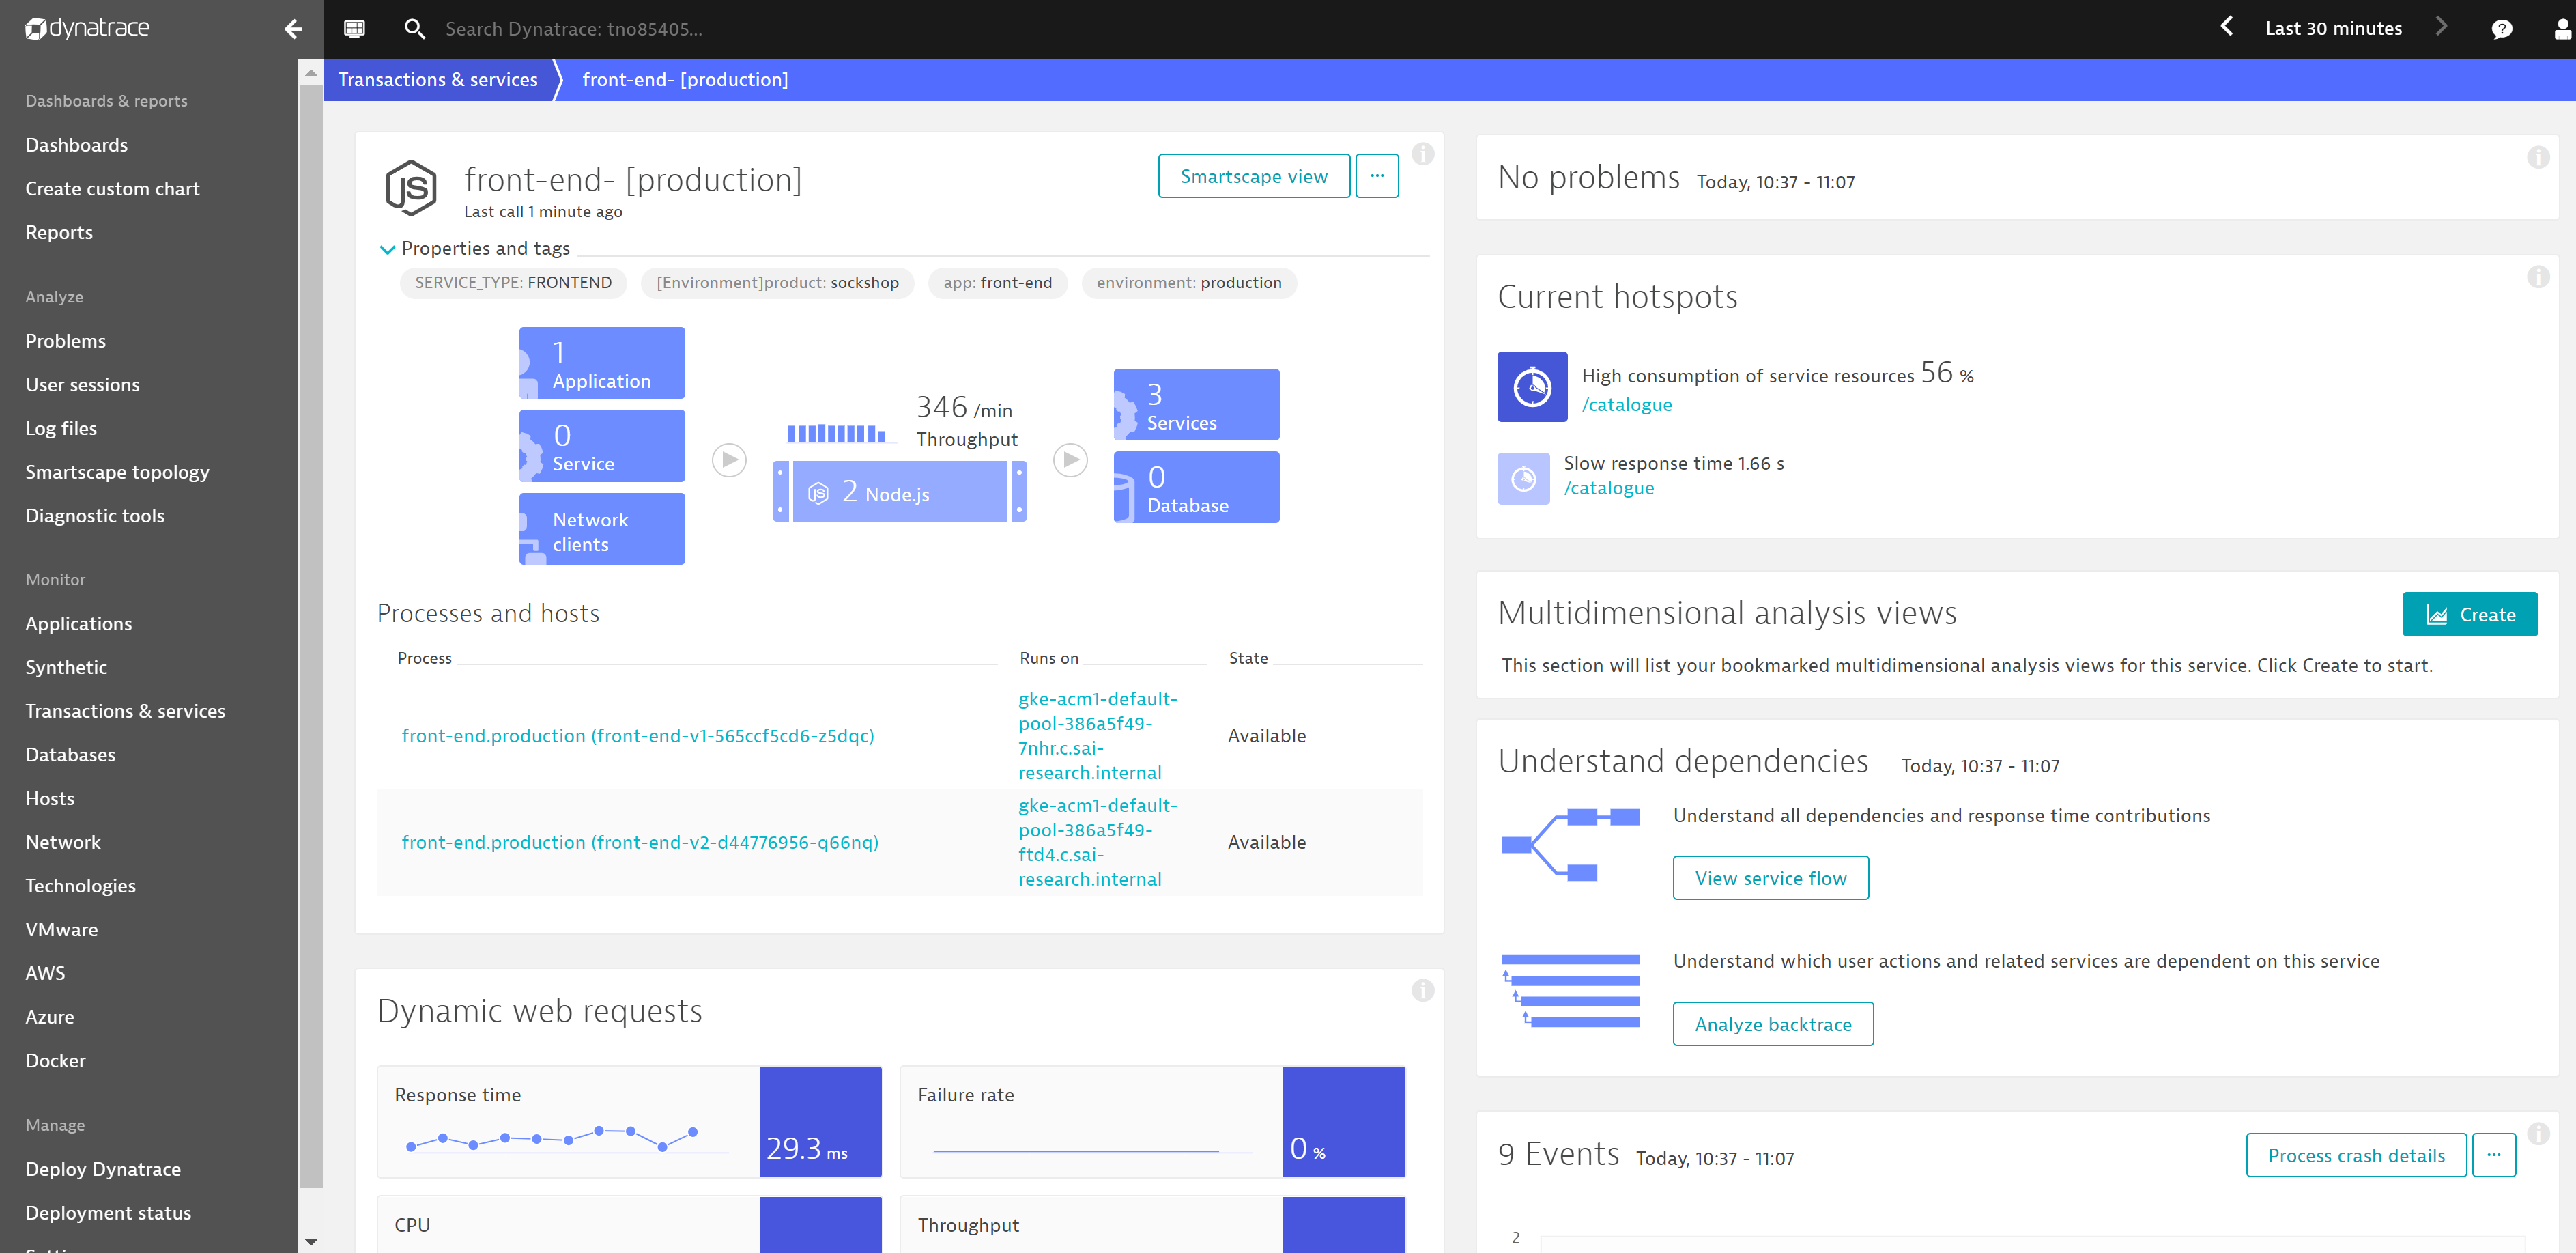 dynatrace
Search Dynatrace: tno85405...
Last 30 minutes
Transactions & services
front-end- [production]
Dashboards & reports
Dashboards
Create custom chart
Reports
Analyze
Problems
User sessions
Log files
Smartscape topology
Diagnostic tools
Monitor
Applications
Synthetic
Transactions & services
Databases
Hosts
Network
Technologies
VMware
AWS
Azure
Docker
Manage
Deploy Dynatrace
Deployment status
JS
front-end- [production]
Last call 1 minute ago
Smartscape view
...
Properties and tags
SERVICE_TYPE: FRONTEND
[Environment]product: sockshop
app: front-end
environment: production
1
Application
0
Service
Network
clients
346 /min
Throughput
JS 2 Node.js
3
Services
0
Database
Processes and hosts
Process
Runs on
State
front-end.production (front-end-v1-565ccf5cd6-z5dqc)
gke-acm1-default-
pool-386a5f49-
7nhr.c.sai-
research.internal
Available
front-end.production (front-end-v2-d44776956-q66nq)
gke-acm1-default-
pool-386a5f49-
ftd4.c.sai-
research.internal
Available
Dynamic web requests
Response time
29.3 ms
Failure rate
0 %
CPU
Throughput
No problems Today, 10:37 - 11:07
Current hotspots
High consumption of service resources 56 %
/catalogue
Slow response time 1.66 s
/catalogue
Multidimensional analysis views
Create
This section will list your bookmarked multidimensional analysis views for this service. Click Create to start.
Understand dependencies Today, 10:37 - 11:07
Understand all dependencies and response time contributions
View service flow
Understand which user actions and related services are dependent on this service
Analyze backtrace
9 Events Today, 10:37 - 11:07
Process crash details
...
2